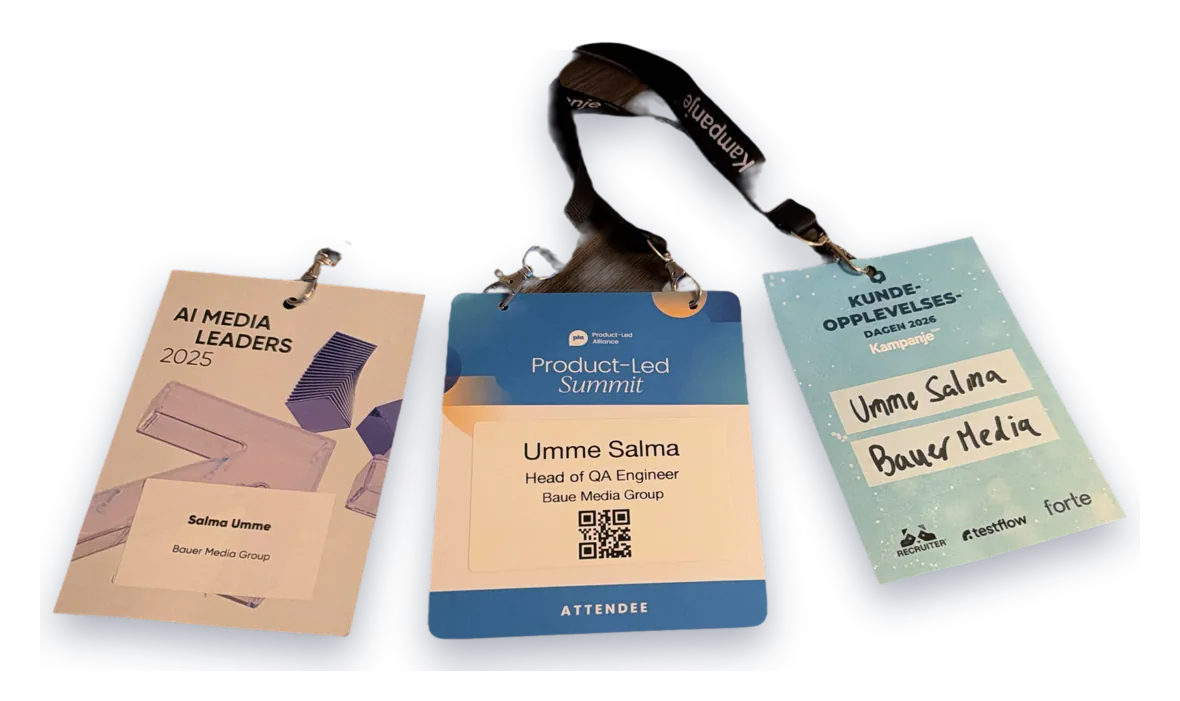 nje
Kampanje
AI MEDIA
LEADERS
2025
Salma Umme
Bauer Media Group
pla
Product-Led
Alliance
Product-Led
Summit
Umme Salma
Head of QA Engineer
Baue Media Group
ATTENDEE
KUNDE-
OPPLEVELSES-
DAGEN 2026
Kampanje
Umme Salma
Bauer Media
RECRUITER
testflow
forte